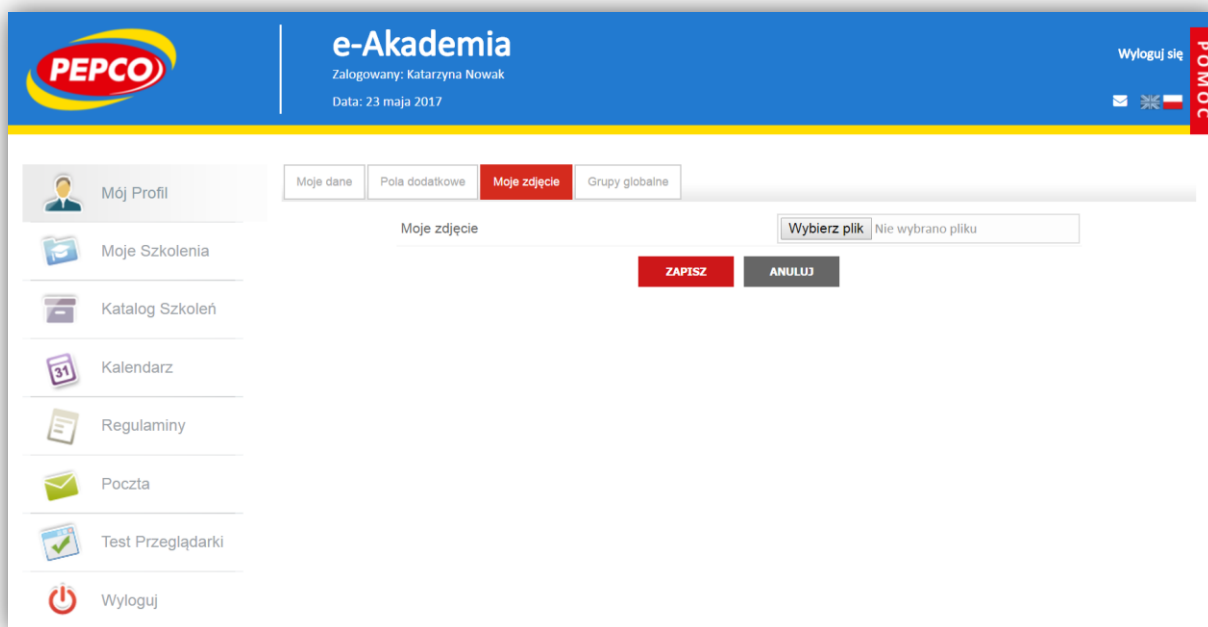 PEPCO
e-Akademia
Zalogowany: Katarzyna Nowak
Data: 23 maja 2017
Wyloguj się
POMOC
Mój Profil
Moje Szkolenia
Katalog Szkoleń
31
Kalendarz
Regulaminy
Poczta
Test Przeglądarki
Wyloguj
Moje dane
Pola dodatkowe
Moje zdjęcie
Grupy globalne
Moje zdjęcie
Wybierz plik Nie wybrano pliku
ZAPISZ
ANULUJ